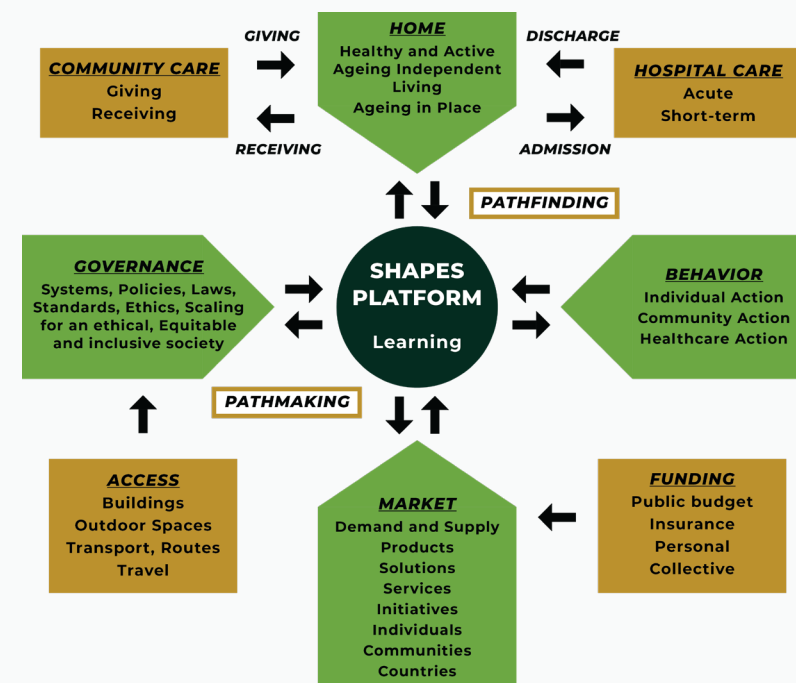 GIVING
HOME
DISCHARGE
COMMUNITY CARE
Giving
Receiving
Healthy and Active
Ageing Independent
Living
Ageing in Place
HOSPITAL CARE
Acute
Short-term
RECEIVING
ADMISSION
PATHFINDING
GOVERNANCE
Systems, Policies, Laws,
Standards, Ethics, Scaling
for an ethical, Equitable
and inclusive society
SHAPES
PLATFORM
Learning
BEHAVIOR
Individual Action
Community Action
Healthcare Action
PATHMAKING
ACCESS
Buildings
Outdoor Spaces
Transport, Routes
Travel
MARKET
Demand and Supply
Products
Solutions
Services
Initiatives
Individuals
Communities
Countries
FUNDING
Public budget
Insurance
Personal
Collective